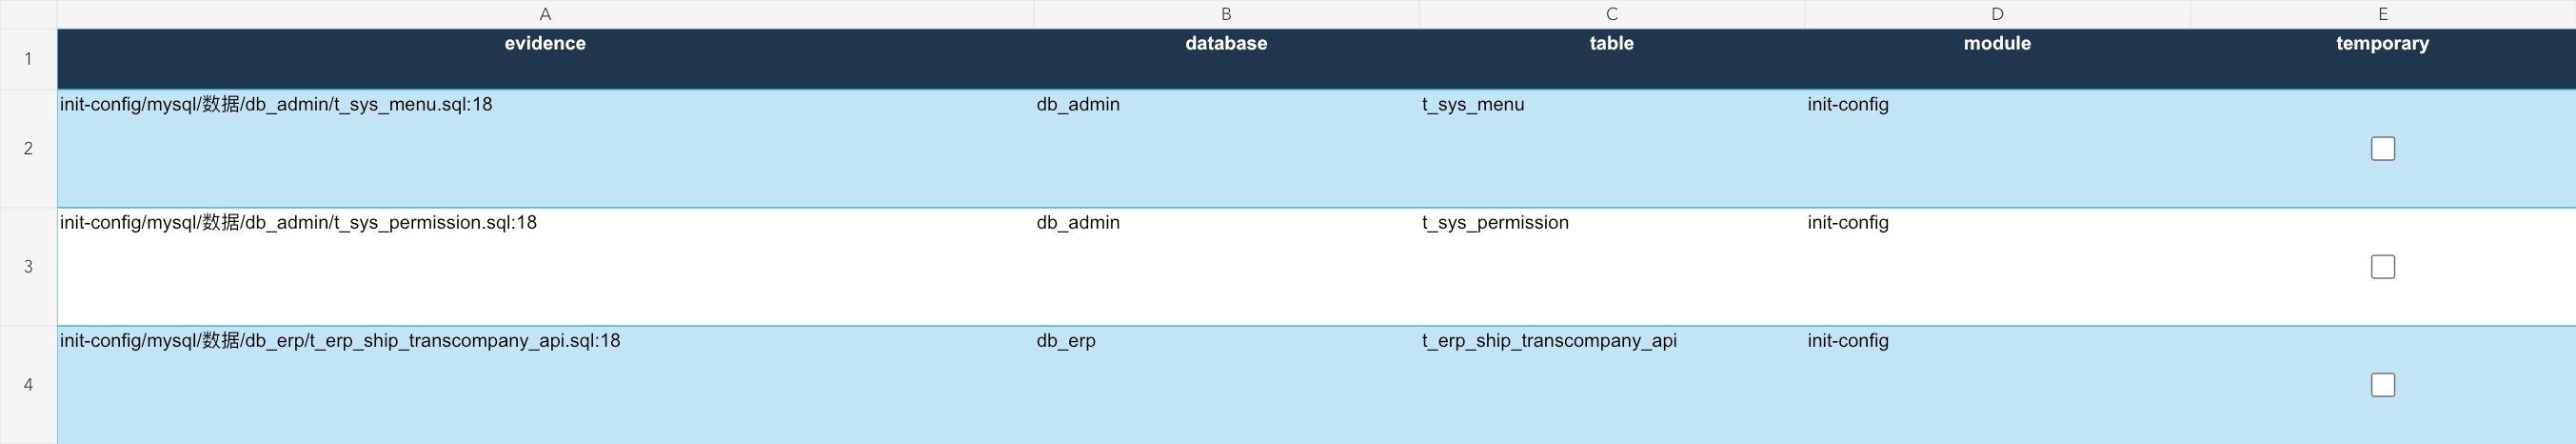 A B C D E
1 evidence database table module temporary
2 init-config/mysql/数据/db_admin/t_sys_menu.sql:18 db_admin t_sys_menu init-config
3 init-config/mysql/数据/db_admin/t_sys_permission.sql:18 db_admin t_sys_permission init-config
4 init-config/mysql/数据/db_erp/t_erp_ship_transcompany_api.sql:18 db_erp t_erp_ship_transcompany_api init-config